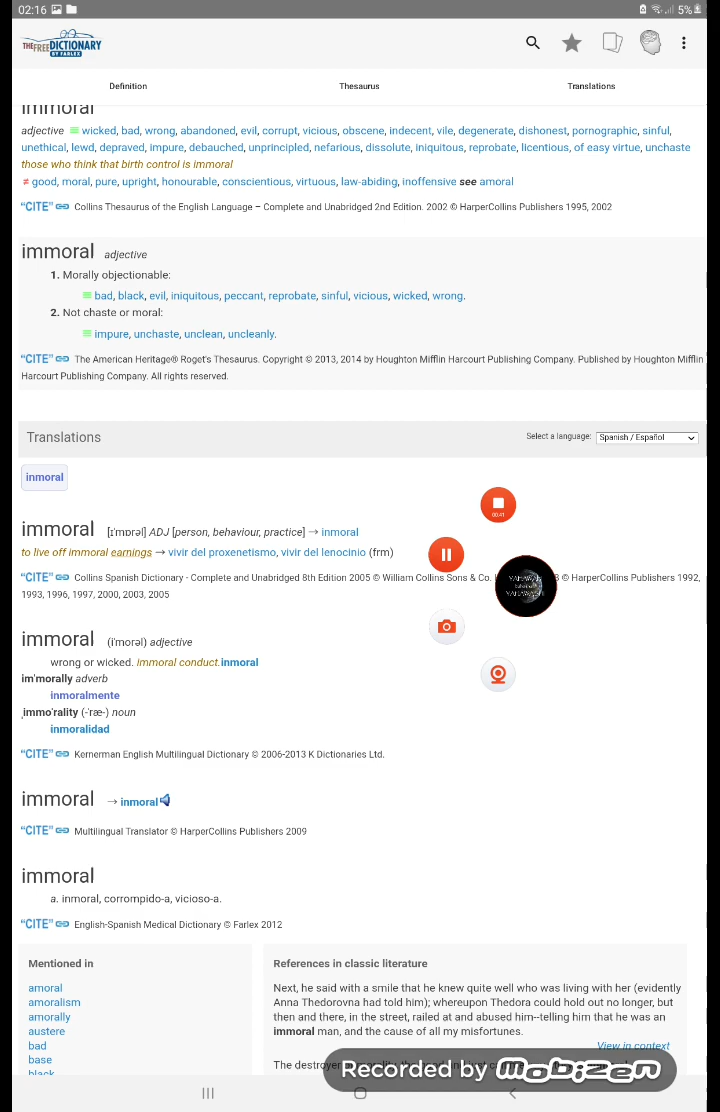 02:16 5%
THEFREEDICTIONARY
BY FARLEX
Definition Thesaurus Translations
immoral
adjective wicked, bad, wrong, abandoned, evil, corrupt, vicious, obscene, indecent, vile, degenerate, dishonest, pornographic, sinful,
unethical, lewd, depraved, impure, debauched, unprincipled, nefarious, dissolute, iniquitous, reprobate, licentious, of easy virtue, unchaste
those who think that birth control is immoral
≠ good, moral, pure, upright, honourable, conscientious, virtuous, law-abiding, inoffensive see amoral
"CITE" Collins Thesaurus of the English Language – Complete and Unabridged 2nd Edition. 2002 © HarperCollins Publishers 1995, 2002
immoral adjective
1. Morally objectionable:
bad, black, evil, iniquitous, peccant, reprobate, sinful, vicious, wicked, wrong.
2. Not chaste or moral:
impure, unchaste, unclean, uncleanly.
"CITE" The American Heritage® Roget's Thesaurus. Copyright © 2013, 2014 by Houghton Mifflin Harcourt Publishing Company. Published by Houghton Mifflin
Harcourt Publishing Company. All rights reserved.
Translations Select a language: Spanish / Español
inmoral
immoral [ɪˈmɒrəl] ADJ [person, behaviour, practice] → inmoral
to live off immoral earnings → vivir del proxenetismo, vivir del lenocinio (frm)
"CITE" Collins Spanish Dictionary - Complete and Unabridged 8th Edition 2005 © William Collins Sons & Co. © HarperCollins Publishers 1992,
1993, 1996, 1997, 2000, 2003, 2005
00:41
YAHAWAH
YAHAWASHI
immoral (iˈmorəl) adjective
wrong or wicked. immoral conduct.inmoral
imˈmorally adverb
inmoralmente
ˌimmoˈrality (-ˈræ-) noun
inmoralidad
"CITE" Kernerman English Multilingual Dictionary © 2006-2013 K Dictionaries Ltd.
immoral → inmoral
"CITE" Multilingual Translator © HarperCollins Publishers 2009
immoral
a. inmoral, corrompido-a, vicioso-a.
"CITE" English-Spanish Medical Dictionary © Farlex 2012
Mentioned in
amoral
amoralism
amorally
austere
bad
base
black
References in classic literature
Next, he said with a smile that he knew quite well who was living with her (evidently
Anna Thedorovna had told him); whereupon Thedora could hold out no longer, but
then and there, in the street, railed at and abused him--telling him that he was an
immoral man, and the cause of all my misfortunes.
View in context
The destroyer
Recorded by Mobizen